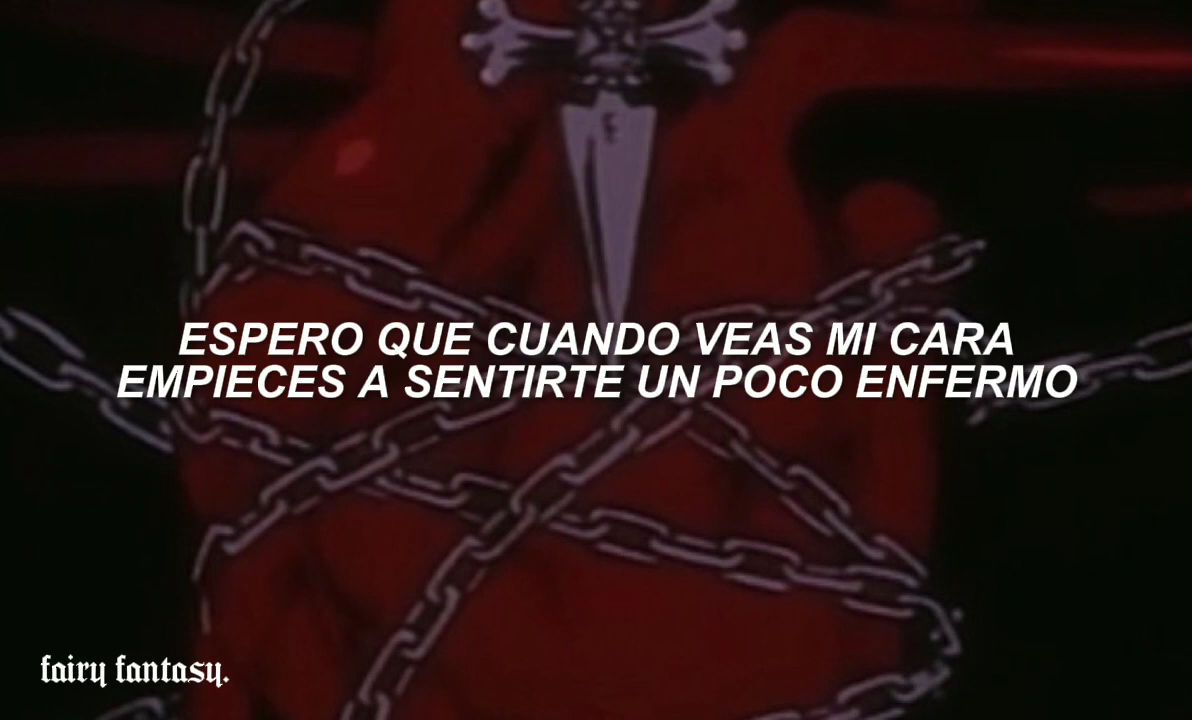 ESPERO QUE CUANDO VEAS MI CARA
EMPIECES A SENTIRTE UN POCO ENFERMO
fairy fantasy.